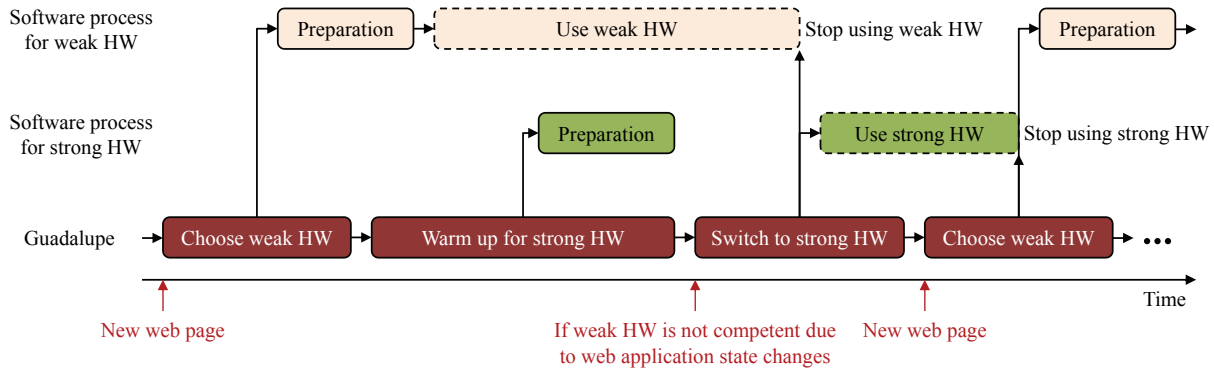 Software process
for weak HW
Preparation
Use weak HW
Stop using weak HW
Preparation
Software process
for strong HW
Preparation
Use strong HW
Stop using strong HW
Guadalupe
Choose weak HW
Warm up for strong HW
Switch to strong HW
Choose weak HW
•••
Time
New web page
If weak HW is not competent due
to web application state changes
New web page